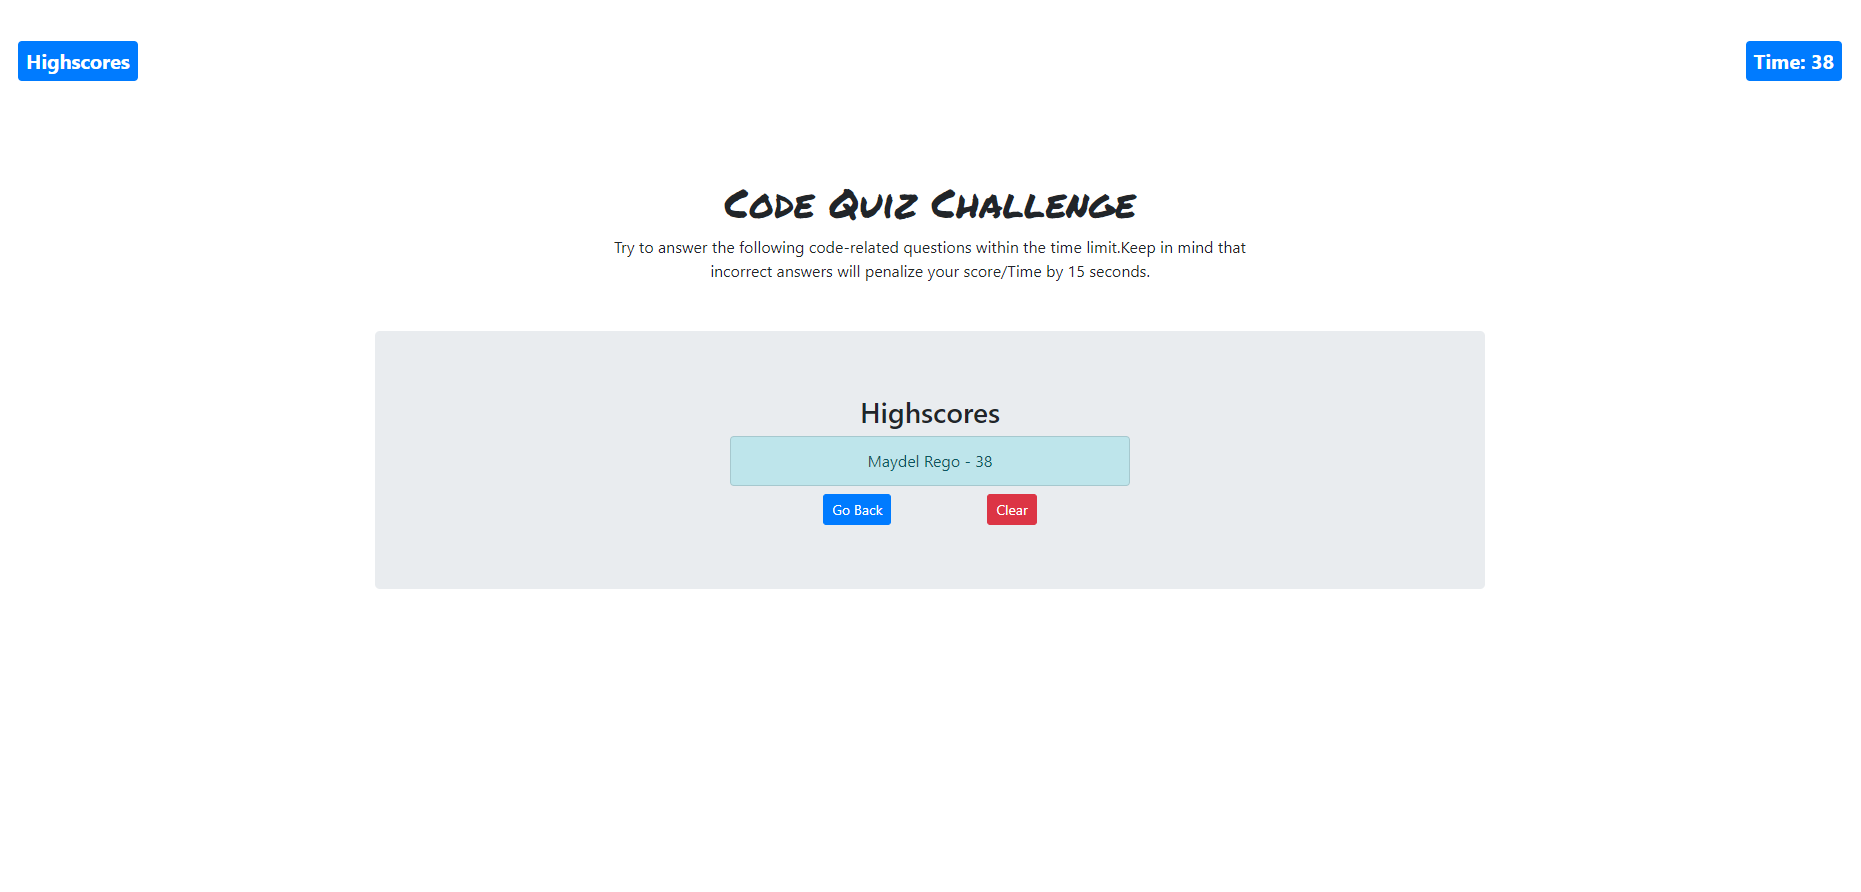 Highscores
Time: 38
Code Quiz Challenge
Try to answer the following code-related questions within the time limit.Keep in mind that
incorrect answers will penalize your score/Time by 15 seconds.
Highscores
Maydel Rego - 38
Go Back
Clear